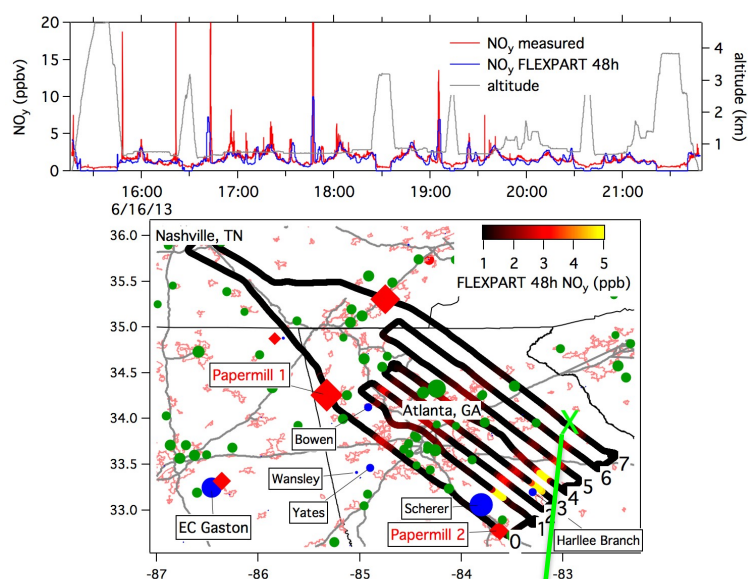 20
15
10
5
0
NOy (ppbv)
NOy measured
NOy FLEXPART 48h
altitude
4
3
2
1
altitude (km)
16:00 17:00 18:00 19:00 20:00 21:00
6/16/13
36.0
35.5
35.0
34.5
34.0
33.5
33.0
Nashville, TN
1 2 3 4 5
FLEXPART 48h NOy (ppb)
Papermill 1
Atlanta, GA
Bowen
Wansley
Yates
EC Gaston
Scherer
Papermill 2
Harllee Branch
0 1 2 3 4 5 6 7
-87 -86 -85 -84 -83